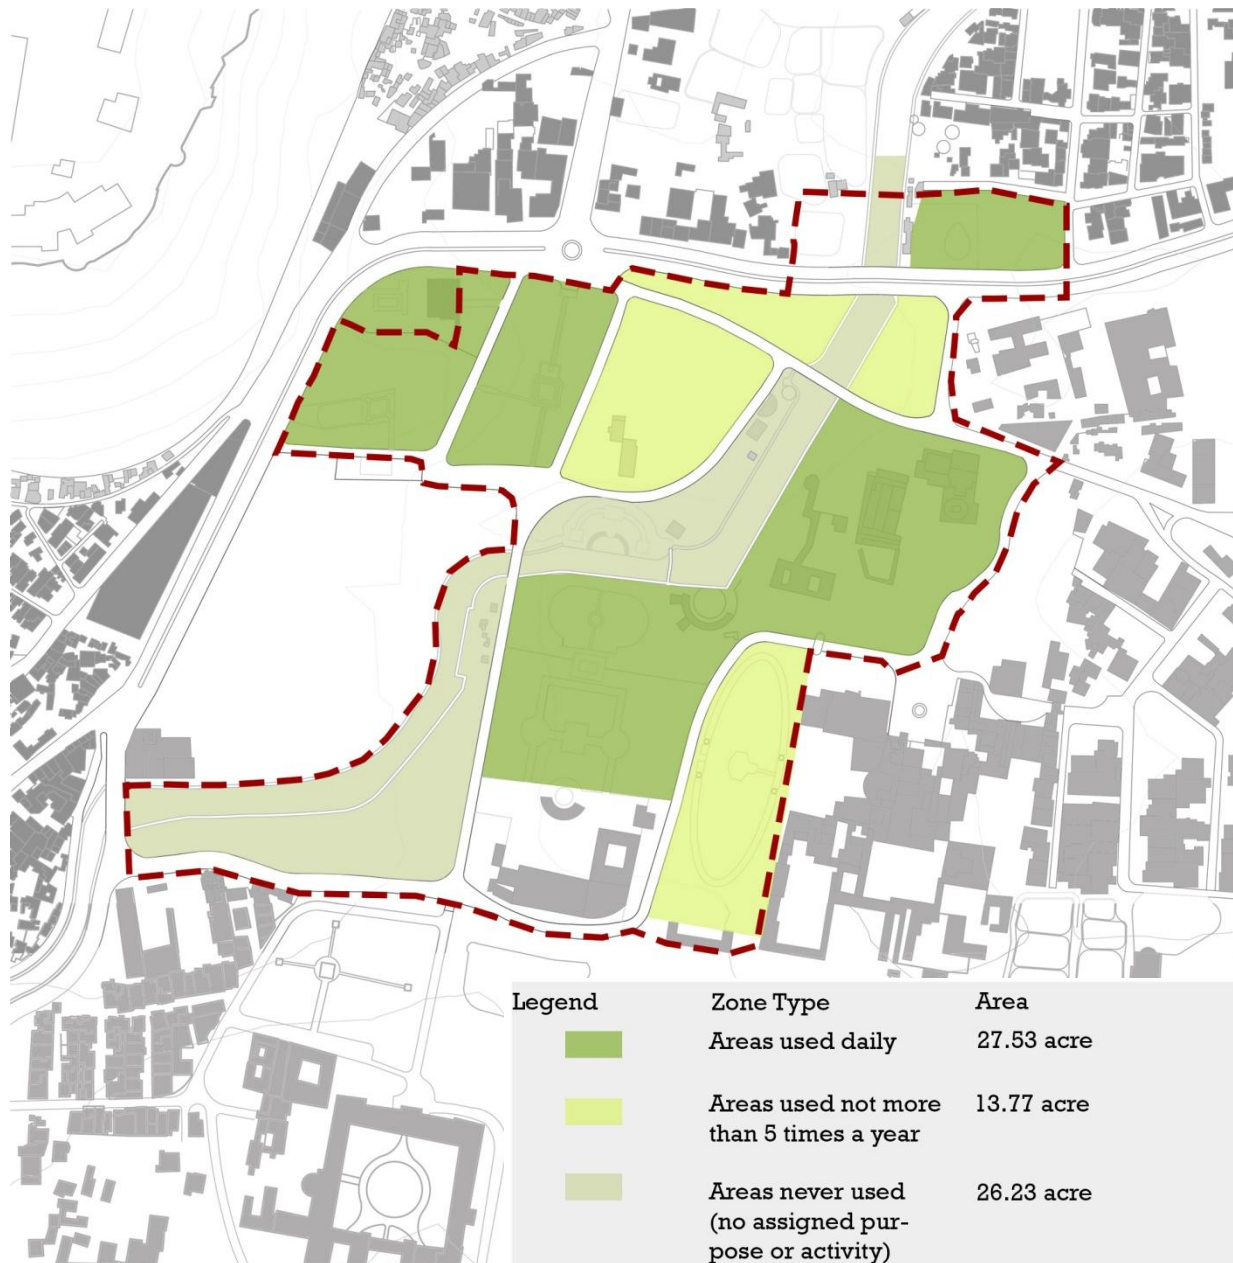 Legend Zone Type Area
Areas used daily 27.53 acre
Areas used not more 13.77 acre
than 5 times a year
Areas never used 26.23 acre
(no assigned pur-
pose or activity)